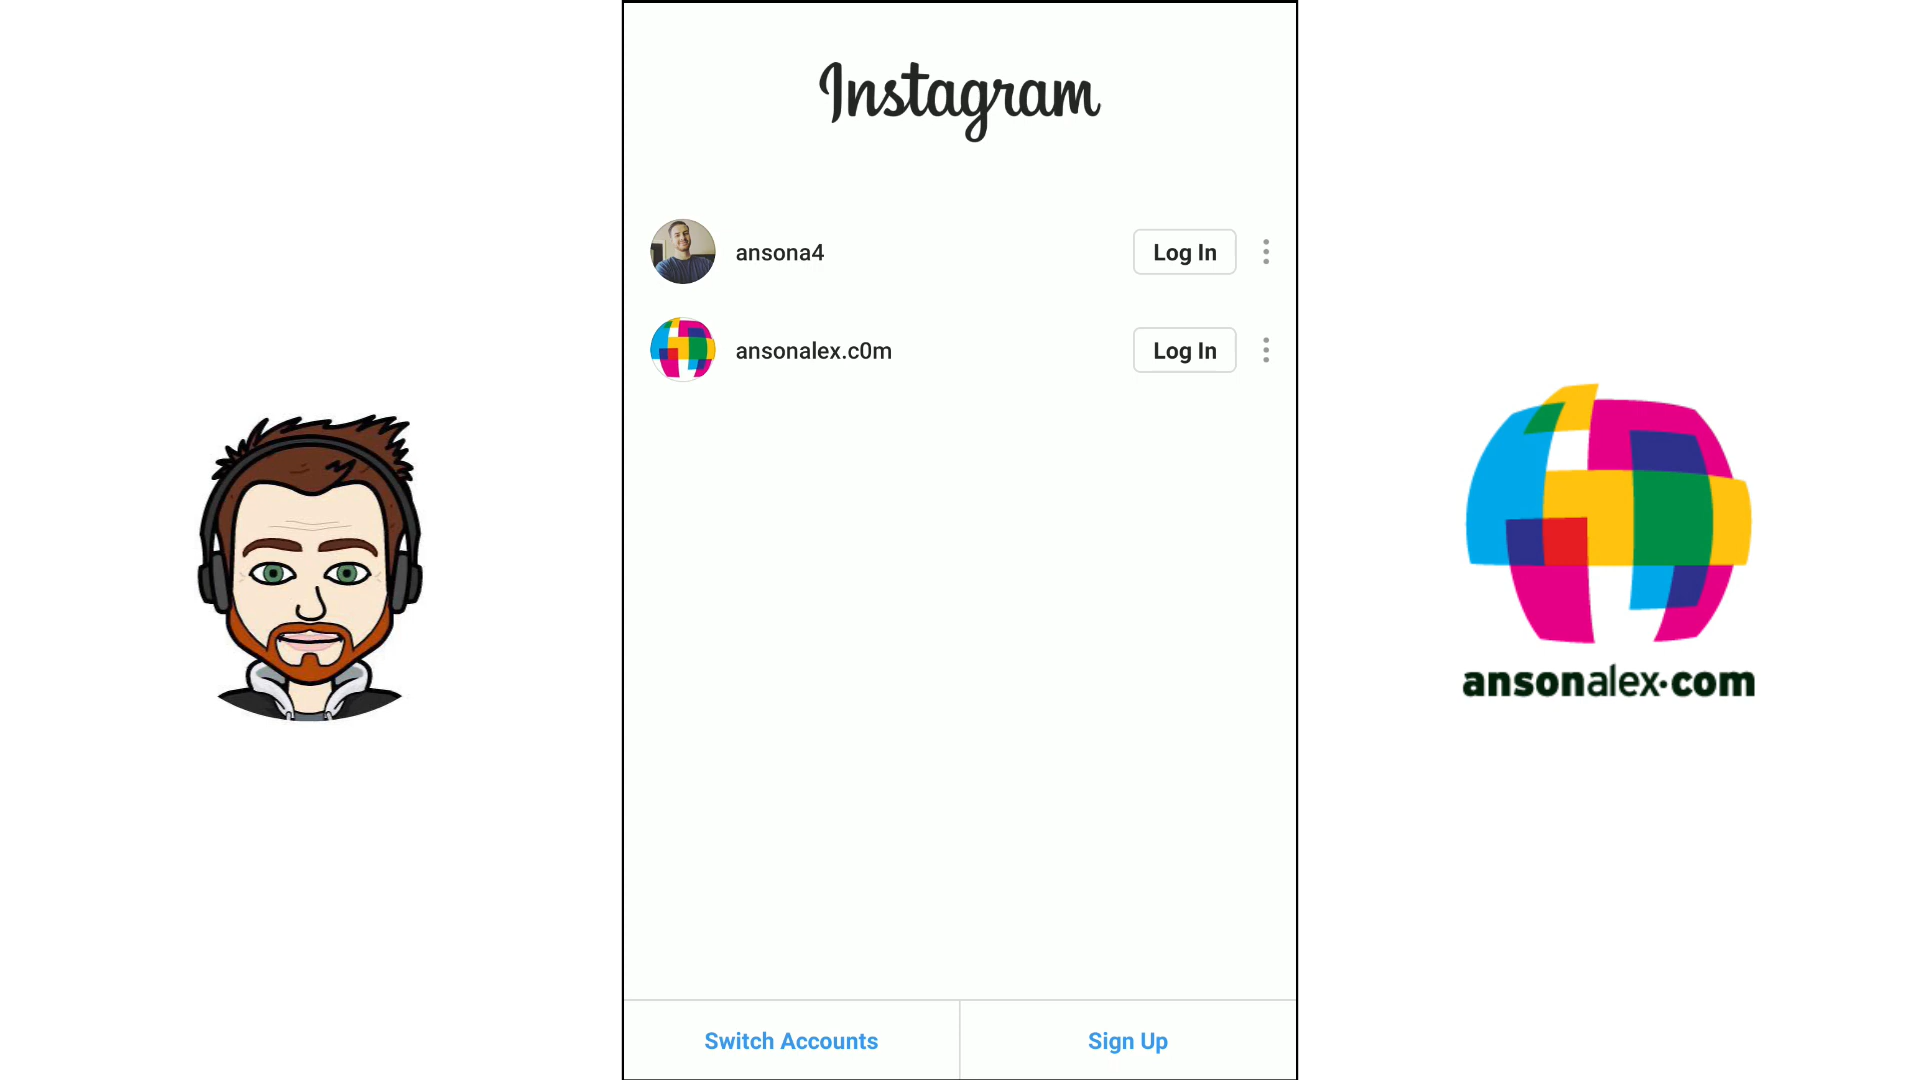 Instagram
ansona4 Log In
ansonalex.c0m Log In
ansonalex.com
Switch Accounts Sign Up